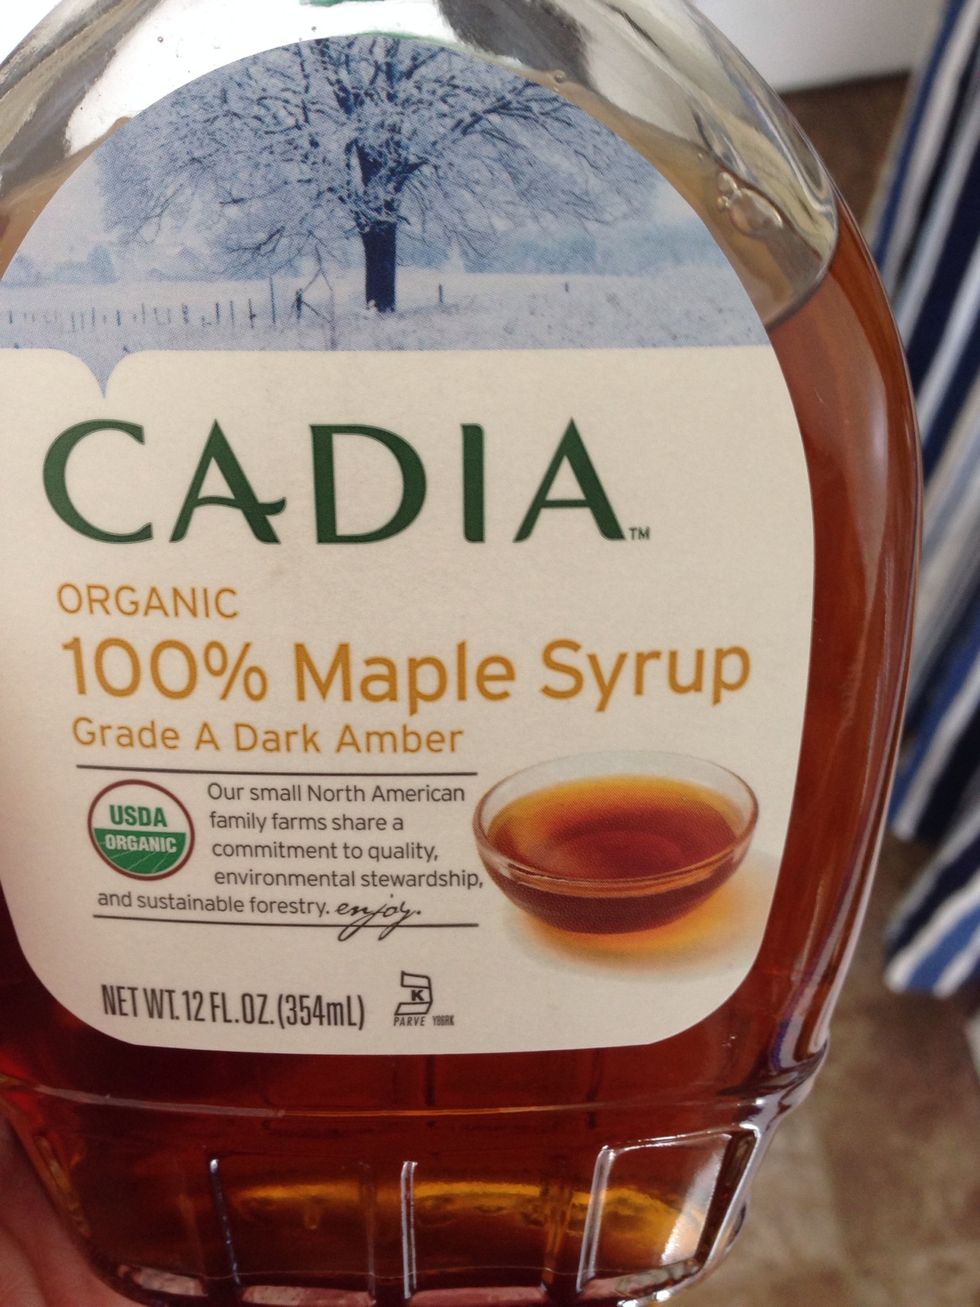 CADIA™
ORGANIC
100% Maple Syrup
Grade A Dark Amber
USDA
ORGANIC
Our small North American
family farms share a
commitment to quality,
environmental stewardship,
and sustainable forestry. enjoy.
NET WT. 12 FL. OZ. (354mL)
K
PARVE